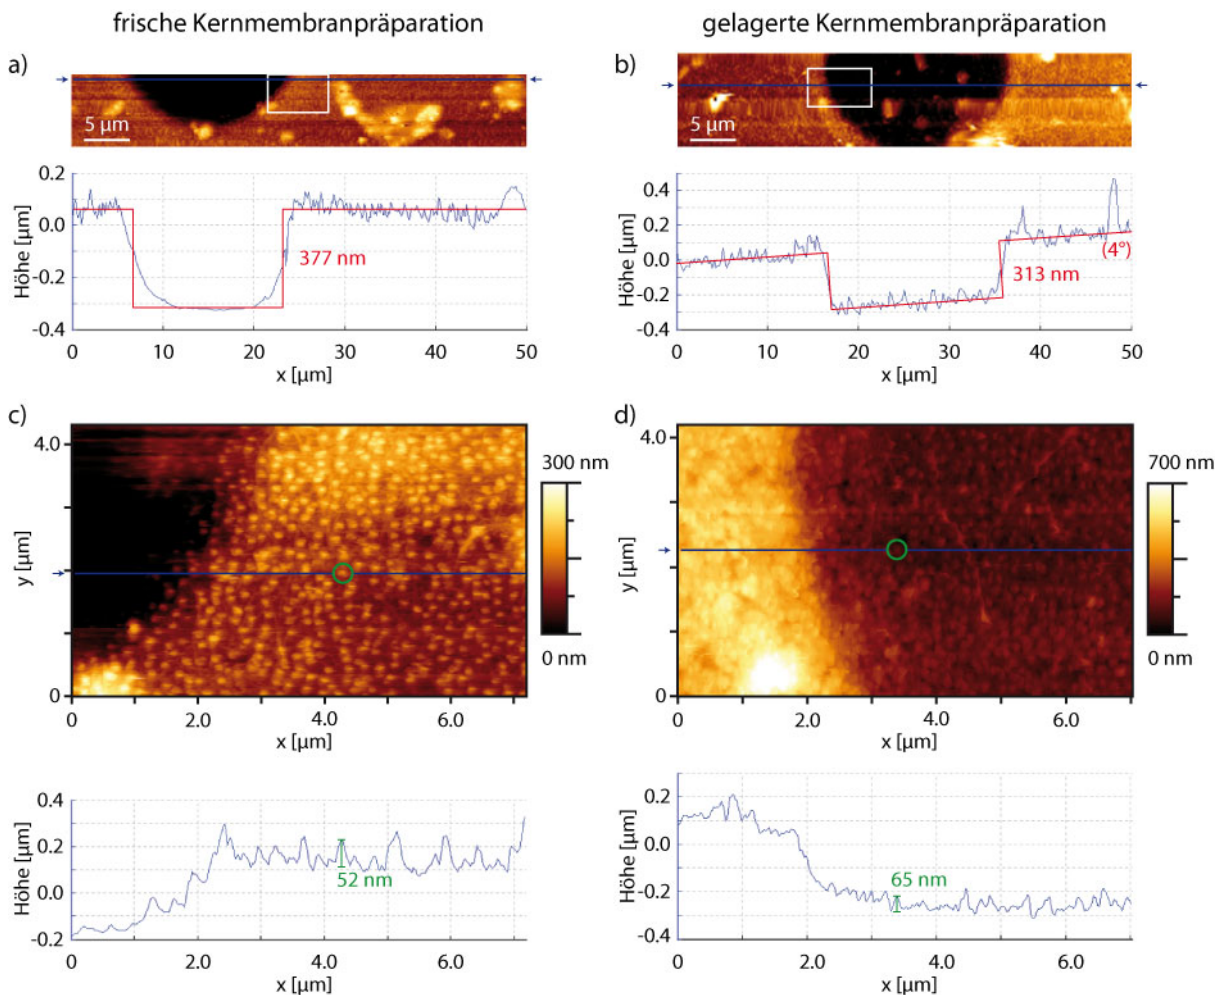 frische Kernmembranpräparation
gelagerte Kernmembranpräparation
a)
5 µm
0.2
0.0
-0.2
-0.4
Höhe [µm]
377 nm
0 10 20 30 40 50
x [µm]
b)
5 µm
0.4
0.2
0.0
-0.2
-0.4
Höhe [µm]
313 nm
(4°)
0 10 20 30 40 50
x [µm]
c)
4.0
2.0
0
y [µm]
0 2.0 4.0 6.0
x [µm]
300 nm
0 nm
d)
4.0
2.0
0
y [µm]
0 2.0 4.0 6.0
x [µm]
700 nm
0 nm
0.4
0.2
0.0
-0.2
Höhe [µm]
52 nm
0 2.0 4.0 6.0
x [µm]
0.2
0.0
-0.2
-0.4
Höhe [µm]
65 nm
0 2.0 4.0 6.0
x [µm]